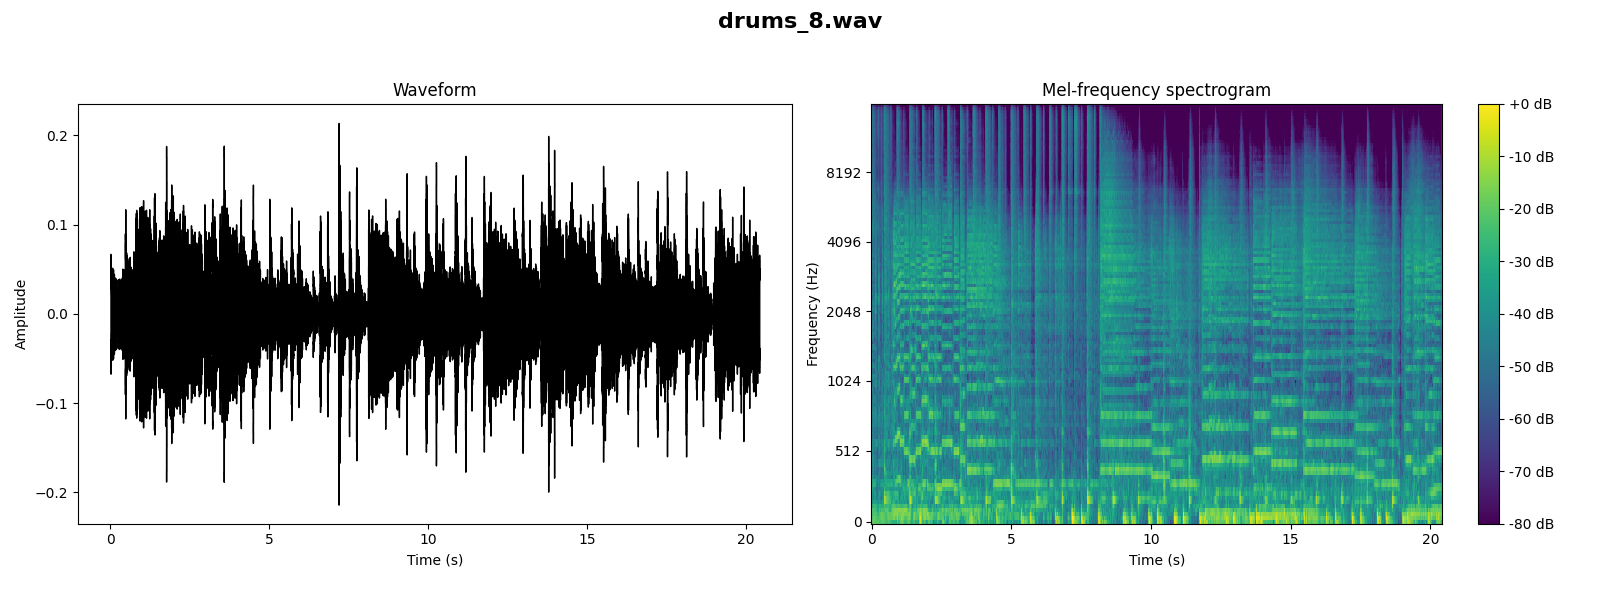 drums_8.wav
Waveform
Amplitude
0.2
0.1
0.0
−0.1
−0.2
0 5 10 15 20
Time (s)
Mel-frequency spectrogram
Frequency (Hz)
8192
4096
2048
1024
512
0
0 5 10 15 20
Time (s)
+0 dB
-10 dB
-20 dB
-30 dB
-40 dB
-50 dB
-60 dB
-70 dB
-80 dB